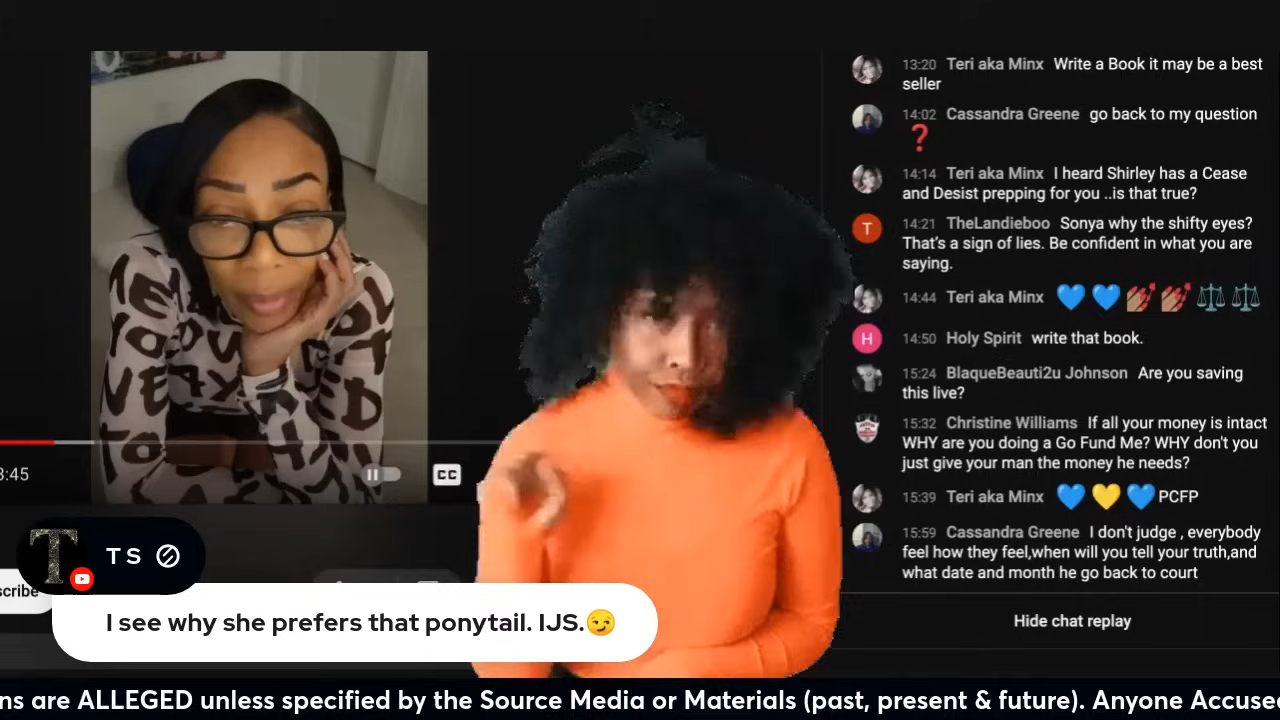 13:20 Teri aka Minx Write a Book it may be a best
seller
14:02 Cassandra Greene go back to my question
❓
14:14 Teri aka Minx I heard Shirley has a Cease
and Desist prepping for you ..is that true?
T 14:21 TheLandieboo Sonya why the shifty eyes?
That's a sign of lies. Be confident in what you are
saying.
14:44 Teri aka Minx 💙💙💅🏽💅🏽⚖️⚖️
H 14:50 Holy Spirit write that book.
15:24 BlaqueBeauti2u Johnson Are you saving
this live?
15:32 Christine Williams If all your money is intact
WHY are you doing a Go Fund Me? WHY don't you
just give your man the money he needs?
15:39 Teri aka Minx 💙💛💙PCFP
15:59 Cassandra Greene I don't judge , everybody
feel how they feel,when will you tell your truth,and
what date and month he go back to court
Hide chat replay
3:45
CC
scribe
T TS
I see why she prefers that ponytail. IJS.😏
ns are ALLEGED unless specified by the Source Media or Materials (past, present & future). Anyone Accuse